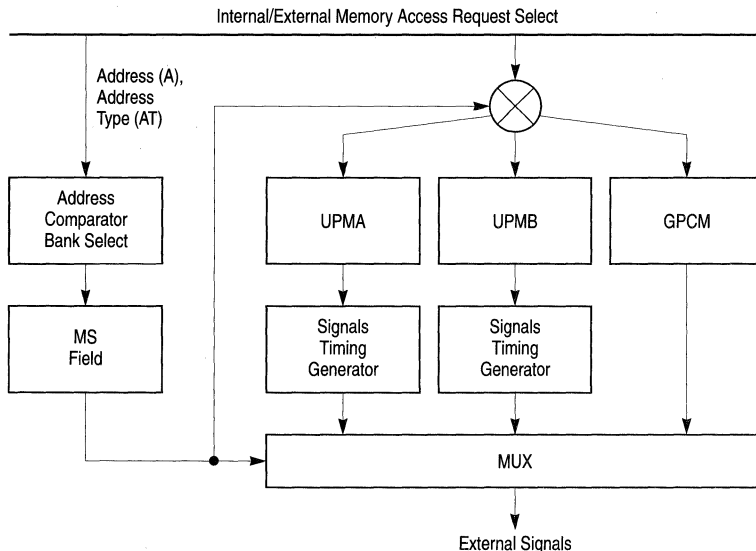 Internal/External Memory Access Request Select
Address (A),
Address
Type (AT)
Address
Comparator
Bank Select
UPMA
UPMB
GPCM
MS
Field
Signals
Timing
Generator
Signals
Timing
Generator
MUX
External Signals